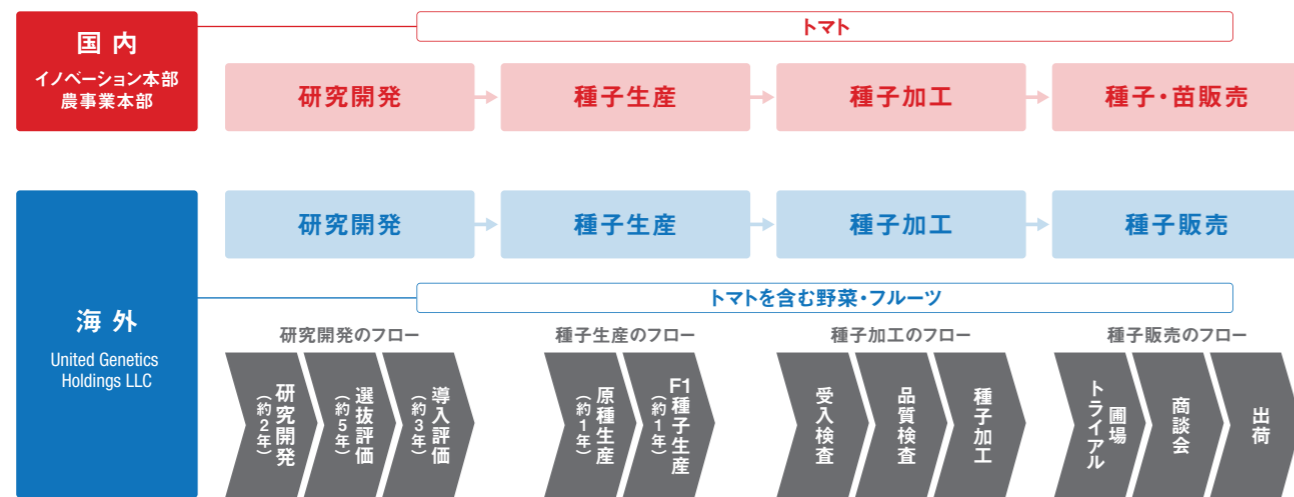 国内
イノベーション本部
農事業本部
トマト
研究開発
種子生産
種子加工
種子・苗販売
海外
United Genetics
Holdings LLC
研究開発
種子生産
種子加工
種子販売
トマトを含む野菜・フルーツ
研究開発のフロー
種子生産のフロー
種子加工のフロー
種子販売のフロー
研究開発
（約2年）
選抜評価
（約5年）
導入評価
（約3年）
原種生産
（約1年）
F1種子生産
（約1年）
受入検査
品質検査
種子加工
圃場
トライアル
商談会
出荷